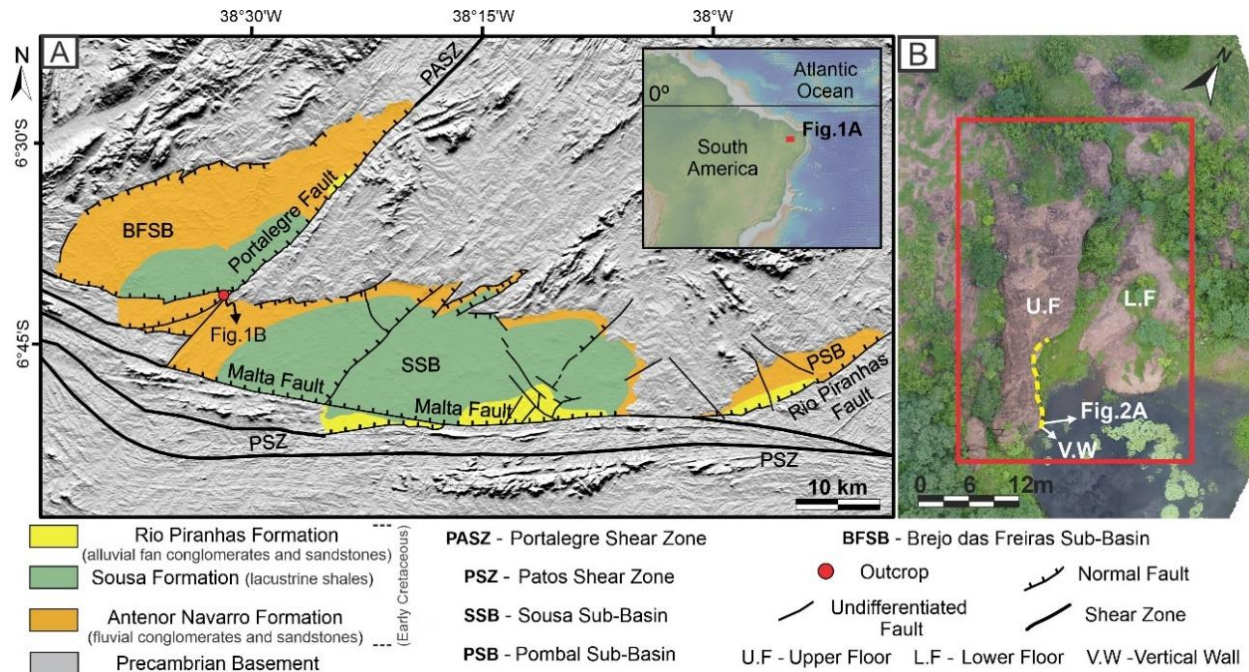 38°30'W
38°15'W
38°W
N
A
PASZ
6°30'S
6°45'S
BFSB
Portalegre Fault
Fig.1B
SSB
Malta Fault
Malta Fault
PSB
Rio Piranhas
Fault
PSZ
PSZ
10 km
Atlantic
Ocean
0º
Fig.1A
South
America
B
N
U.F
L.F
Fig.2A
V.W
0 6 12m
Rio Piranhas Formation
(alluvial fan conglomerates and sandstones)
Sousa Formation (lacustrine shales)
Antenor Navarro Formation
(fluvial conglomerates and sandstones)
Precambrian Basement
(Early Cretaceous)
PASZ - Portalegre Shear Zone
PSZ - Patos Shear Zone
SSB - Sousa Sub-Basin
PSB - Pombal Sub-Basin
BFSB - Brejo das Freiras Sub-Basin
Outcrop
Normal Fault
Undifferentiated
Fault
Shear Zone
U.F - Upper Floor
L.F - Lower Floor
V.W -Vertical Wall